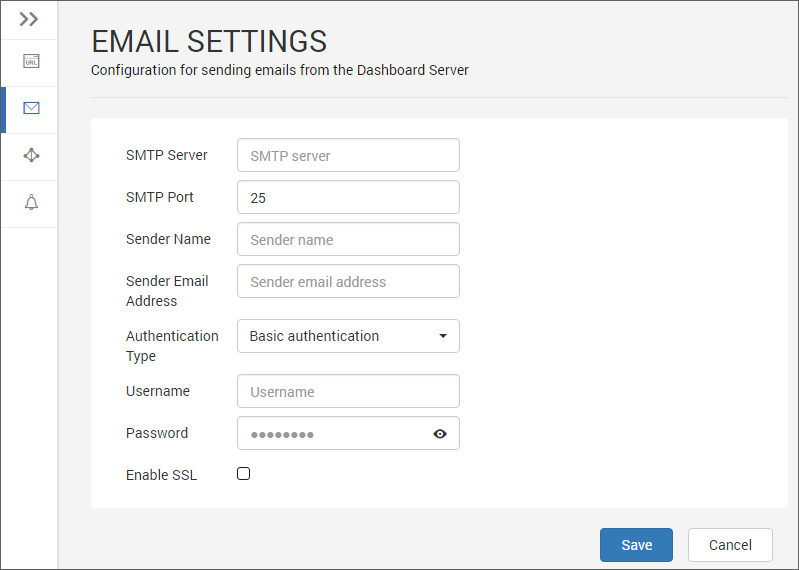 URL
EMAIL SETTINGS
Configuration for sending emails from the Dashboard Server
SMTP Server
SMTP server
SMTP Port
25
Sender Name
Sender name
Sender Email
Address
Sender email address
Authentication
Type
Basic authentication
Username
Username
Password
●●●●●●●●
Enable SSL
Save
Cancel